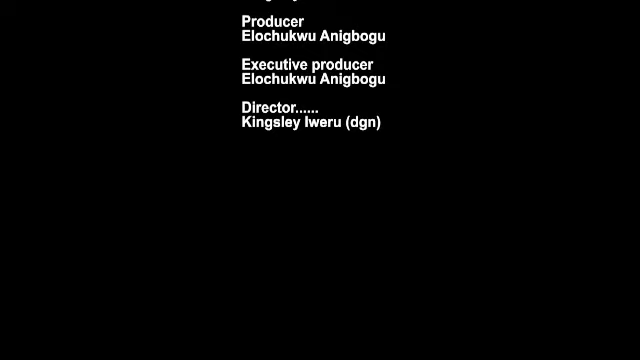 Producer
Elochukwu Anigbogu
Executive producer
Elochukwu Anigbogu
Director......
Kingsley Iweru (dgn)